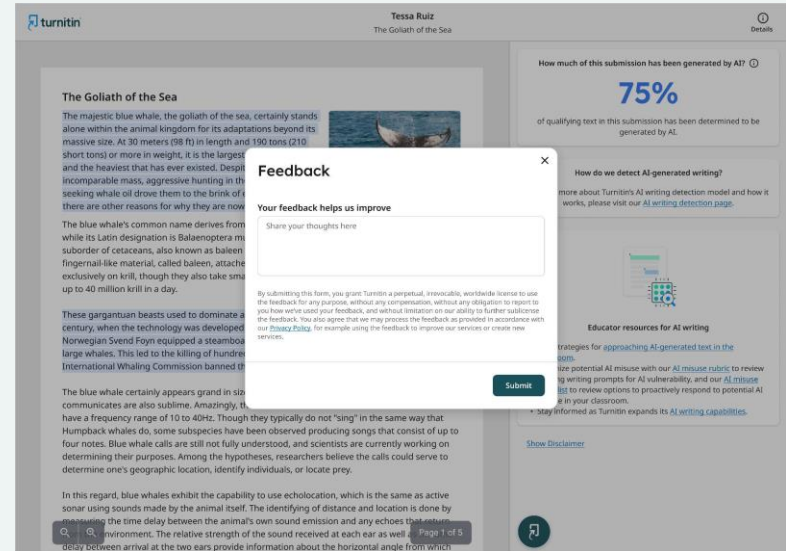 turnitin
Tessa Ruiz
The Goliath of the Sea
Details
The Goliath of the Sea
The majestic blue whale, the goliath of the sea, certainly stands
alone within the animal kingdom for its adaptations beyond its
massive size. At 30 meters (98 ft) in length and 190 tons (210
short tons) or more in weight, it is the largest
and the heaviest that has ever existed. Despit
incomparable mass, aggressive hunting in th
seeking whale oil drove them to the brink of
there are other reasons for why they are now
The blue whale's common name derives from
while its Latin designation is Balaenoptera mu
suborder of cetaceans, also known as baleen
fingernail-like material, called baleen, attache
exclusively on krill, though they also take sma
up to 40 million krill in a day.
These gargantuan beasts used to dominate a
century, when the technology was developed
Norwegian Svend Foyn equipped a steamboa
large whales. This led to the killing of hundre
International Whaling Commission banned th
The blue whale certainly appears grand in size
communicates are also sublime. Amazingly, th
have a frequency range of 10 to 40Hz. Though they typically do not "sing" in the same way that
Humpback whales do, some subspecies have been observed producing songs that consist of up to
four notes. Blue whale calls are still not fully understood, and scientists are currently working on
determining their purposes. Among the hypotheses, researchers believe the calls could serve to
determine one's geographic location, identify individuals, or locate prey.
In this regard, blue whales exhibit the capability to use echolocation, which is the same as active
sonar using sounds made by the animal itself. The identifying of distance and location is done by
measuring the time delay between the animal's own sound emission and any echoes that return
environment. The relative strength of the sound received at each ear as well as
delay between arrival at the two ears provide information about the horizontal angle from which
Page 1 of 5
Feedback
Your feedback helps us improve
Share your thoughts here
By submitting this form, you grant Turnitin a perpetual, irrevocable, worldwide license to use
the feedback for any purpose, without any compensation, without any obligation to report to
you how we've used your feedback, and without limitation on our ability to further sublicense
the feedback. You also agree that we may process the feedback as provided in accordance with
our Privacy Policy, for example using the feedback to improve our services or create new
services.
Submit
How much of this submission has been generated by AI?
75%
of qualifying text in this submission has been determined to be
generated by AI.
How do we detect AI-generated writing?
more about Turnitin's AI writing detection model and how it
works, please visit our AI writing detection page.
Educator resources for AI writing
trategies for approaching AI-generated text in the
oom.
ize potential AI misuse with our AI misuse rubric to review
ng writing prompts for AI vulnerability, and our AI misuse
list to review options to proactively respond to potential AI
e in your classroom.
• Stay informed as Turnitin expands its AI writing capabilities.
Show Disclaimer